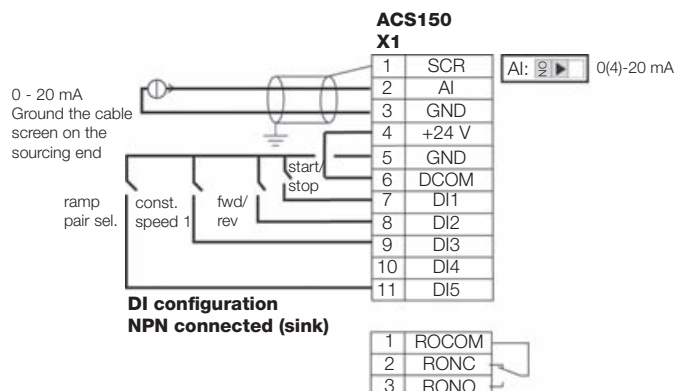 ACS150
X1
1 SCR
2 AI
3 GND
4 +24 V
5 GND
6 DCOM
7 DI1
8 DI2
9 DI3
10 DI4
11 DI5
AI: ON 0(4)-20 mA
0 - 20 mA
Ground the cable
screen on the
sourcing end
start/
stop
ramp
pair sel.
const.
speed 1
fwd/
rev
DI configuration
NPN connected (sink)
1 ROCOM
2 RONC
3 RONO